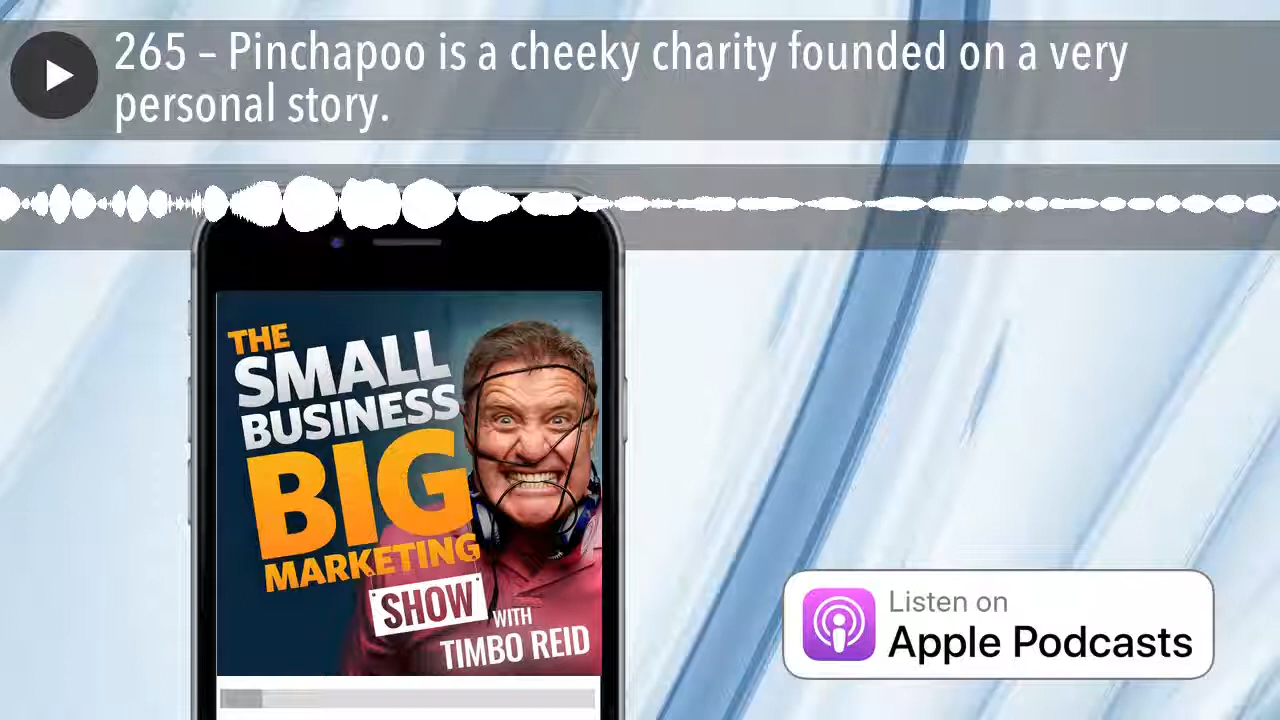 265 – Pinchapoo is a cheeky charity founded on a very
personal story.
THE
SMALL
BUSINESS
BIG
MARKETING
SHOW
WITH
TIMBO REID
Listen on
Apple Podcasts